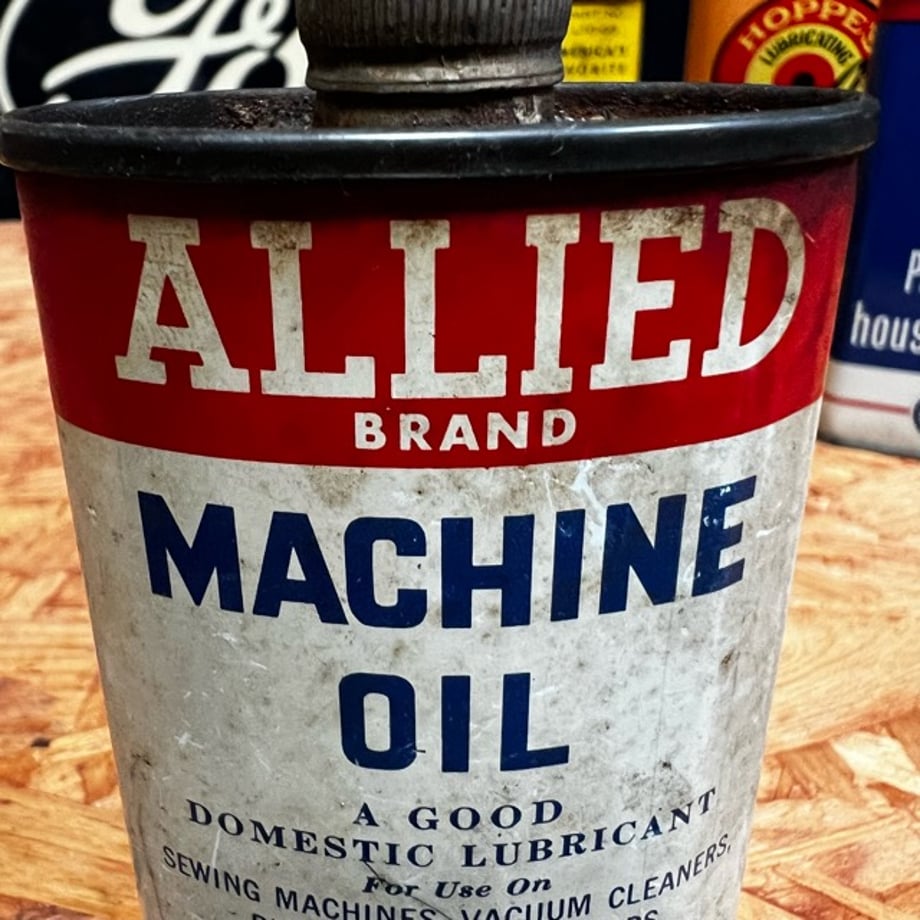 HOPPE'S
LUBRICATING
ALLIED
BRAND
MACHINE
OIL
A GOOD
DOMESTIC LUBRICANT
For Use On
SEWING MACHINES, VACUUM CLEANERS,
hous